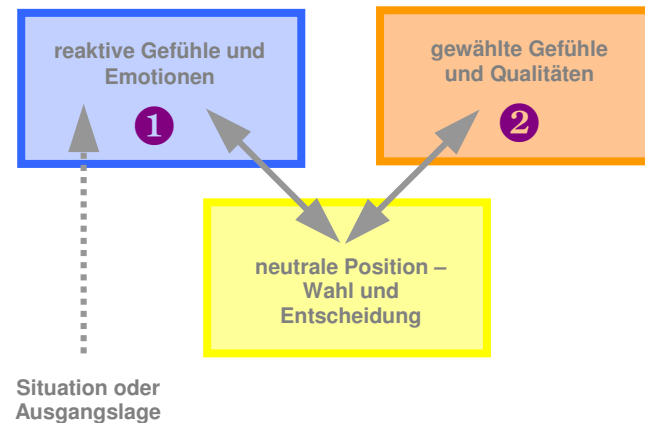 reaktive Gefühle und
Emotionen
1
gewählte Gefühle
und Qualitäten
2
neutrale Position –
Wahl und
Entscheidung
Situation oder
Ausgangslage